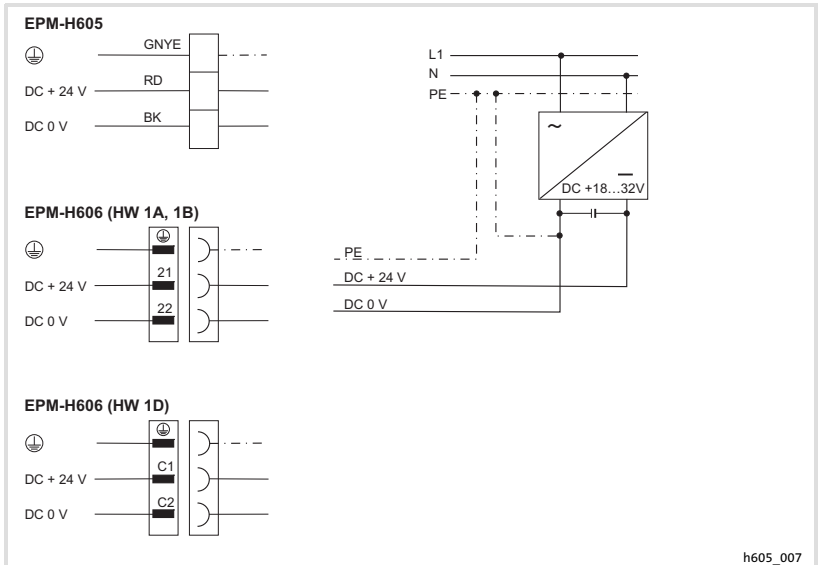 EPM-H605
GNYE
DC + 24 V
RD
DC 0 V
BK
L1
N
PE
~
DC +18...32V
EPM-H606 (HW 1A, 1B)
DC + 24 V
21
DC 0 V
22
PE
DC + 24 V
DC 0 V
EPM-H606 (HW 1D)
DC + 24 V
C1
DC 0 V
C2
h605_007